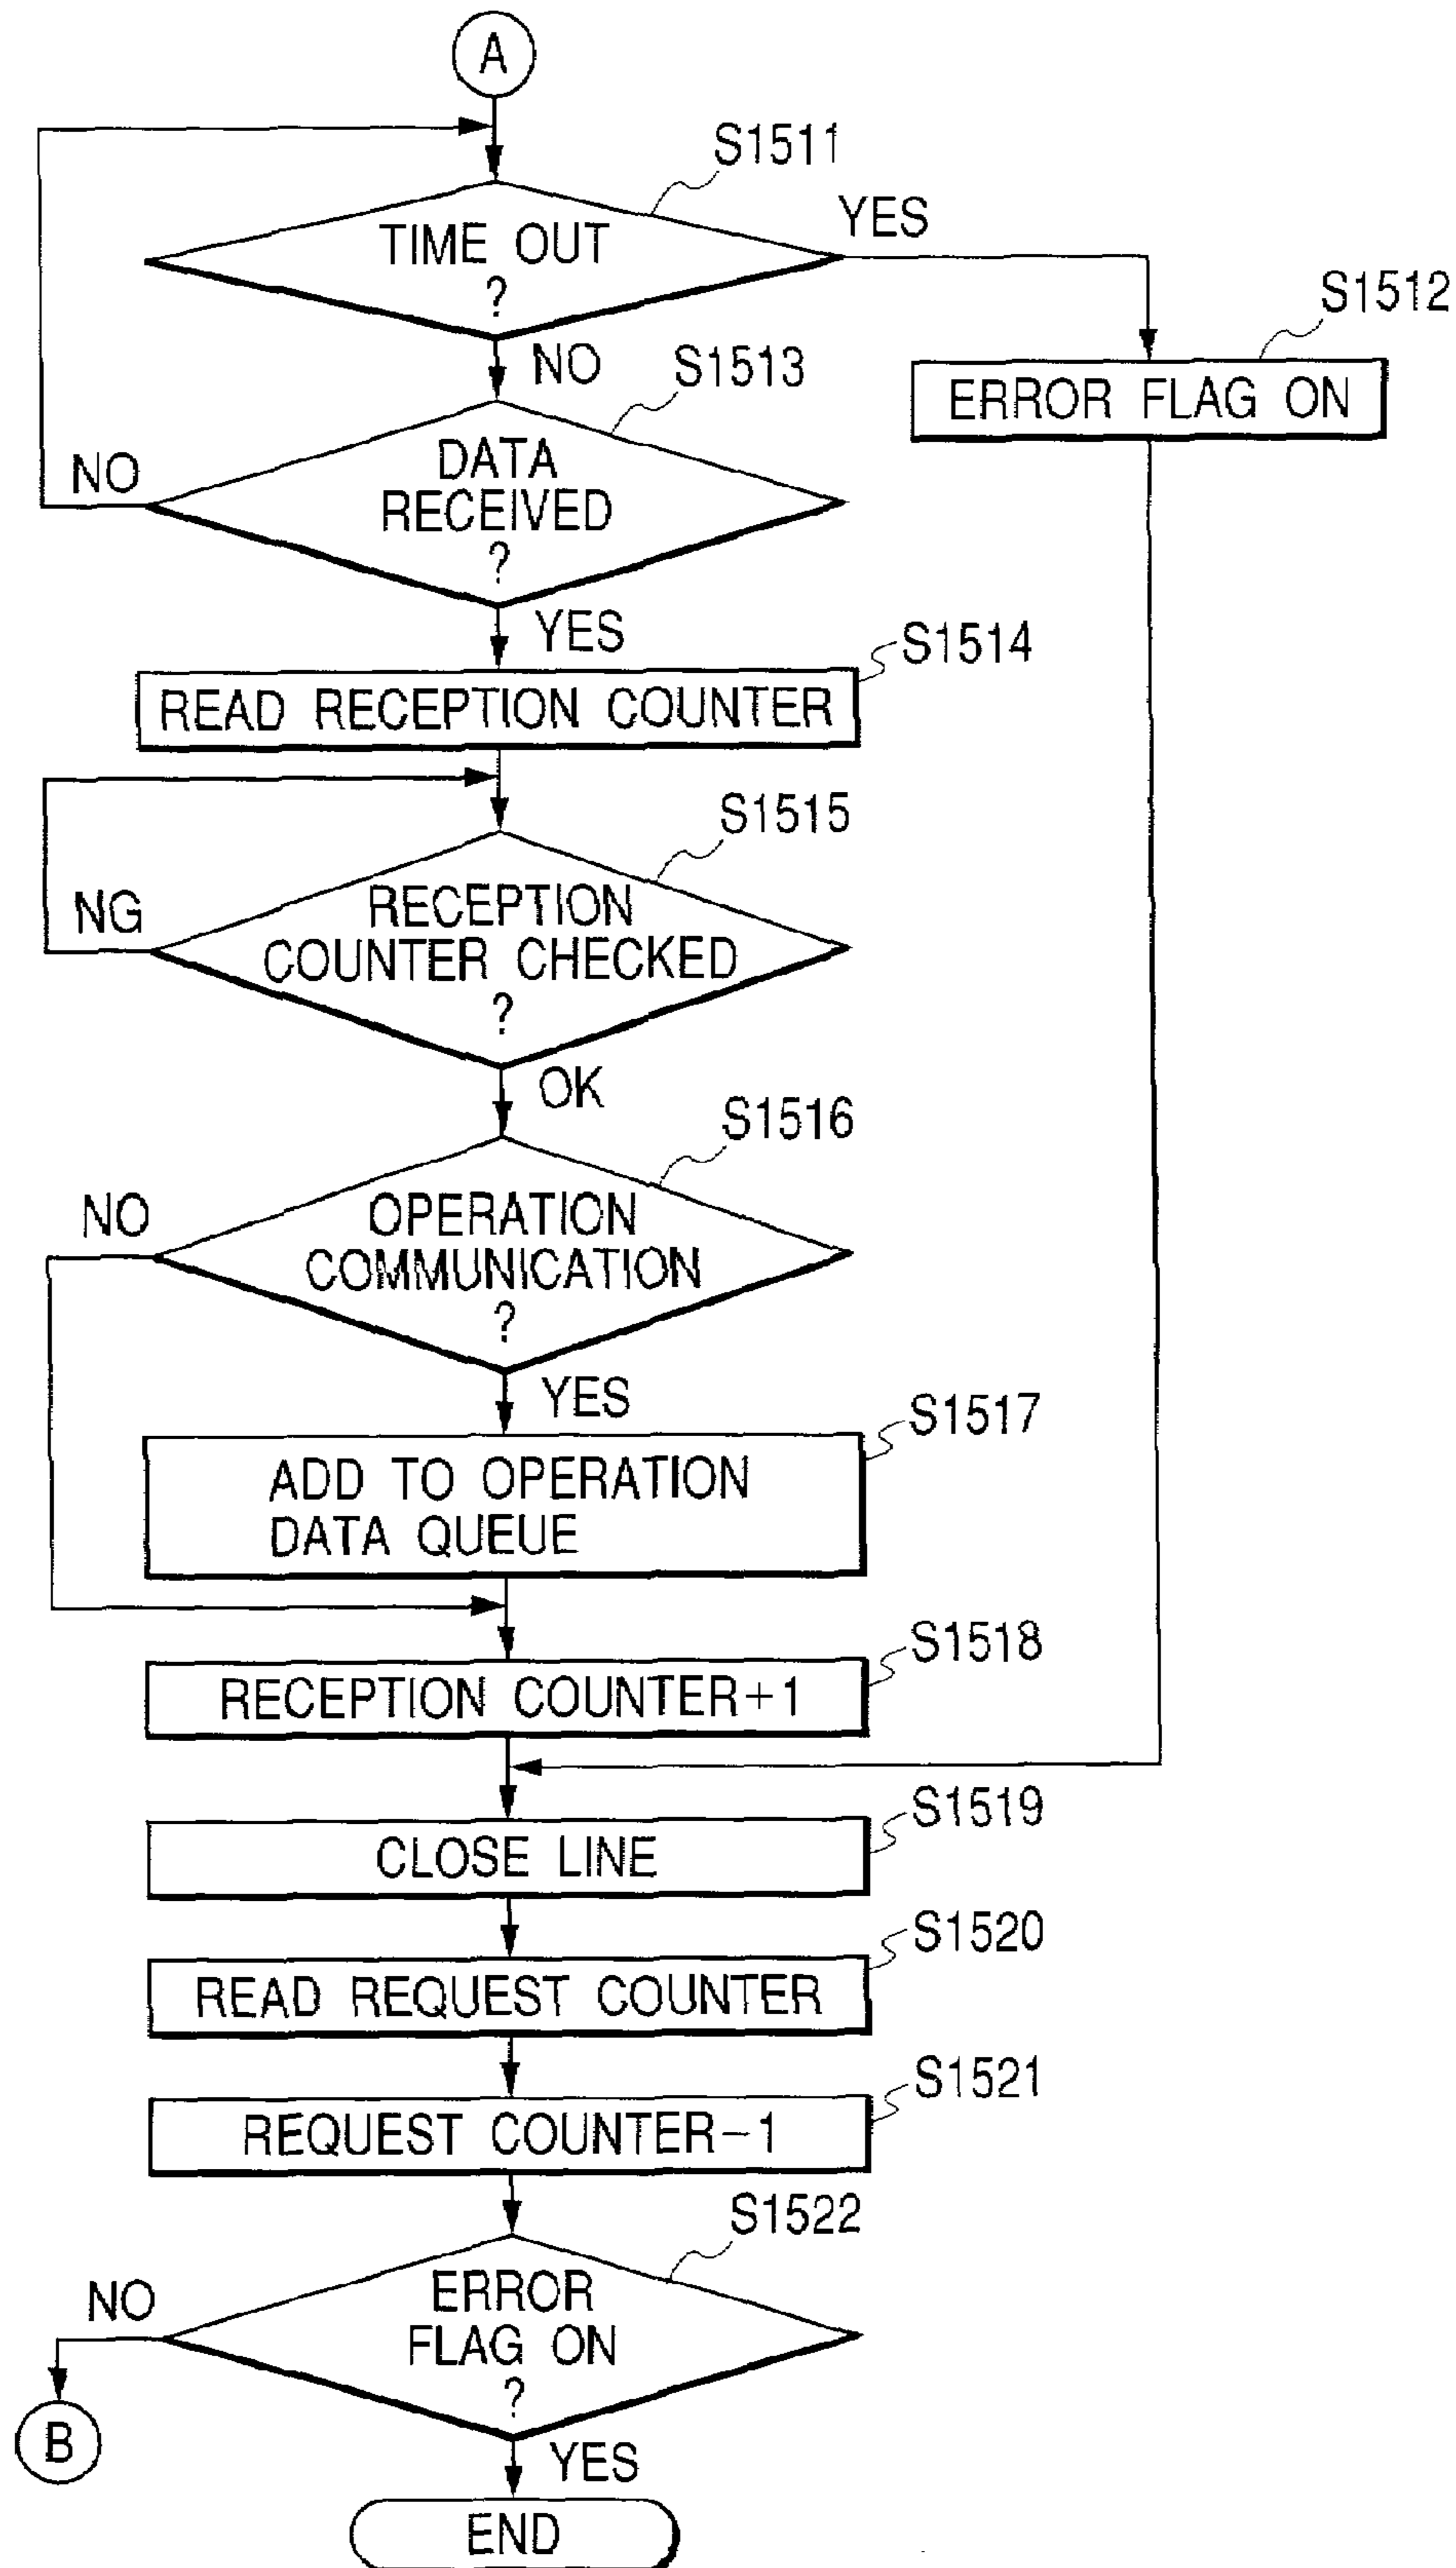 A
S1511
TIME OUT
?
YES
S1512
ERROR FLAG ON
NO
S1513
DATA
RECEIVED
?
NO
YES
S1514
READ RECEPTION COUNTER
S1515
RECEPTION
COUNTER CHECKED
?
NG
OK
S1516
OPERATION
COMMUNICATION
?
NO
YES
S1517
ADD TO OPERATION
DATA QUEUE
S1518
RECEPTION COUNTER+1
S1519
CLOSE LINE
S1520
READ REQUEST COUNTER
S1521
REQUEST COUNTER-1
S1522
ERROR
FLAG ON
?
NO
B
YES
END